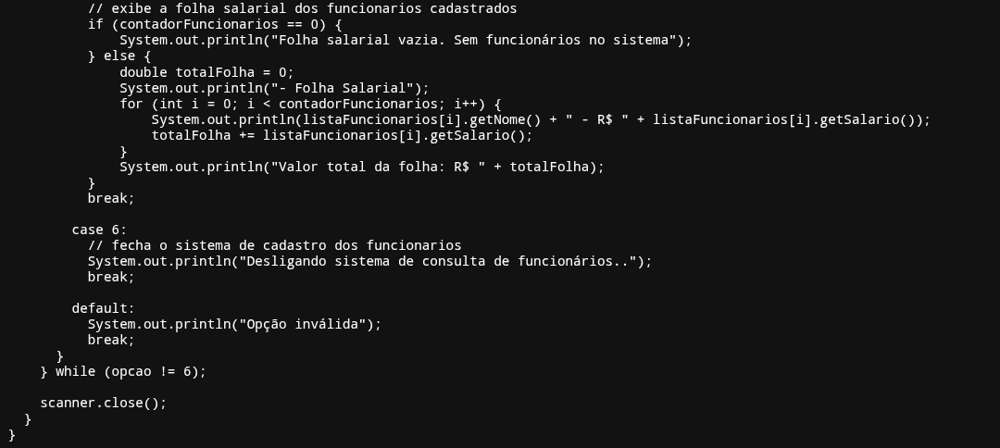 // exibe a folha salarial dos funcionarios cadastrados
if (contadorFuncionarios == 0) {
System.out.println("Folha salarial vazia. Sem funcionários no sistema");
} else {
double totalFolha = 0;
System.out.println("- Folha Salarial");
for (int i = 0; i < contadorFuncionarios; i++) {
System.out.println(listaFuncionarios[i].getNome() + " - R$ " + listaFuncionarios[i].getSalario());
totalFolha += listaFuncionarios[i].getSalario();
}
System.out.println("Valor total da folha: R$ " + totalFolha);
}
break;
case 6:
// fecha o sistema de cadastro dos funcionarios
System.out.println("Desligando sistema de consulta de funcionários..");
break;
default:
System.out.println("Opção inválida");
break;
}
} while (opcao != 6);
scanner.close();
}
}